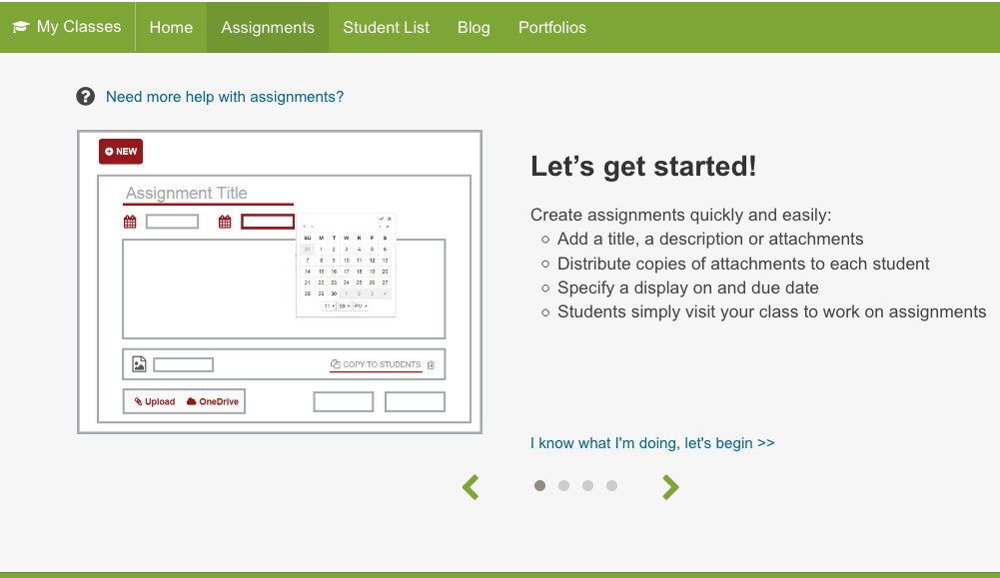 My Classes Home Assignments Student List Blog Portfolios
Need more help with assignments?
NEW
Assignment Title
SU M T W R F S
31 1 2 3 4 5 6
7 8 9 10 11 12 13
14 15 16 17 18 19 20
21 22 23 24 25 26 27
28 29 30 1 2 3 4
11 59 PM
COPY TO STUDENTS
Upload OneDrive
Let’s get started!
Create assignments quickly and easily:
Add a title, a description or attachments
Distribute copies of attachments to each student
Specify a display on and due date
Students simply visit your class to work on assignments
I know what I'm doing, let's begin >>